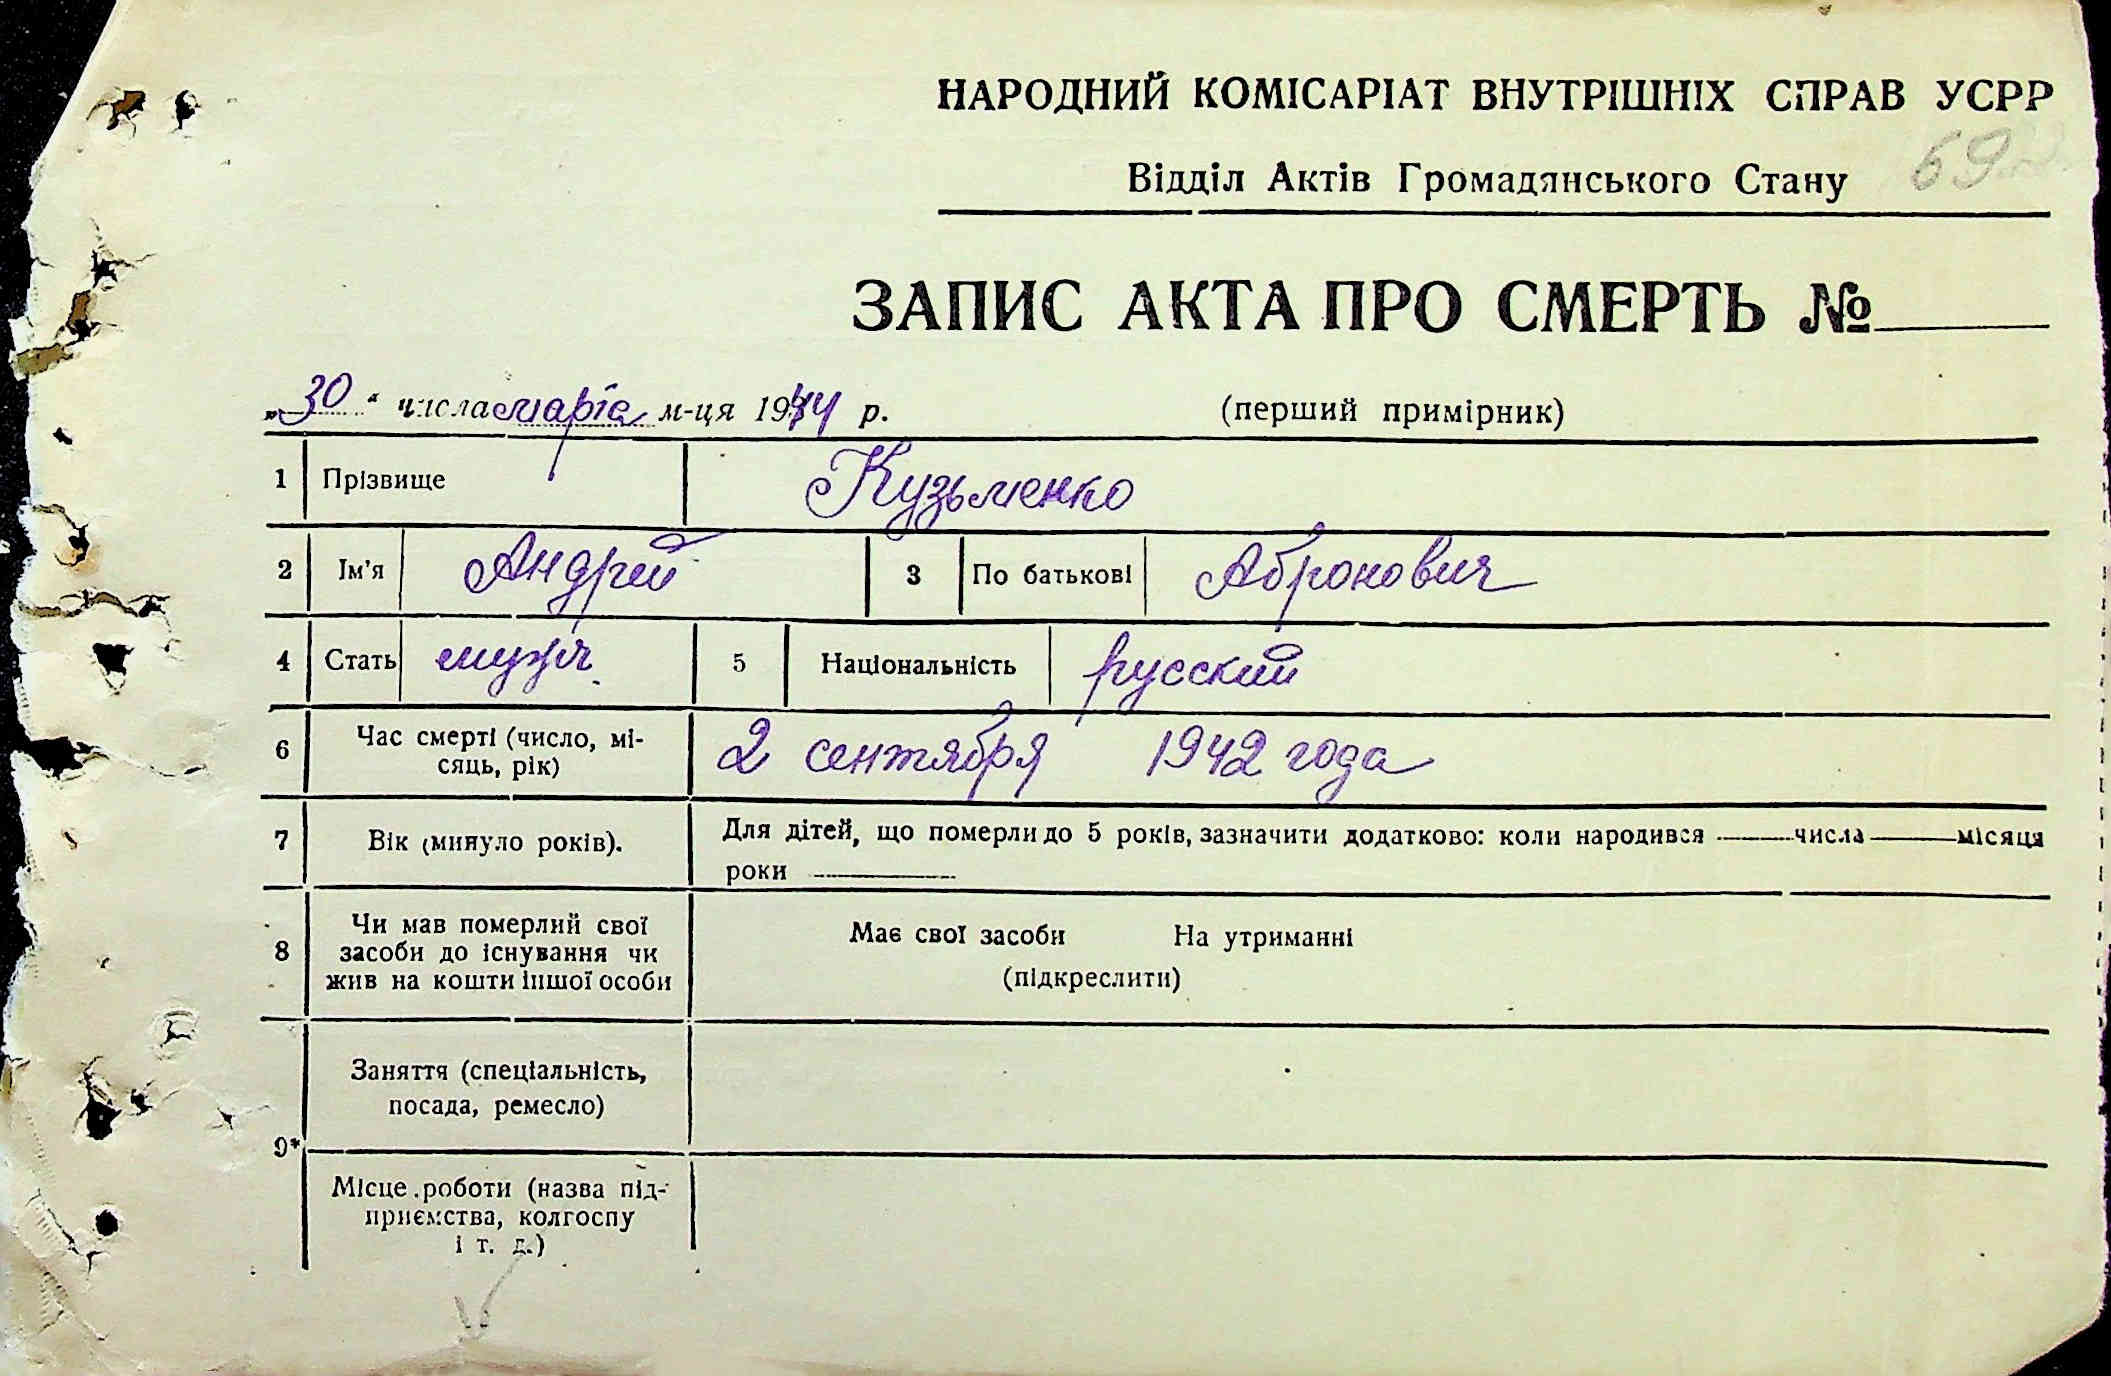 НАРОДНИЙ КОМІСАРІАТ ВНУТРІШНІХ СПРАВ УСРР
Відділ Актів Громадянського Стану 69
ЗАПИС АКТА ПРО СМЕРТЬ №
„30“ числа марта м-ця 1944 р. (перший примірник)
1 Прізвище Кузьменко
2 Ім’я Андрей 3 По батькові Абронович
4 Стать мужч. 5 Національність русский
6 Час смерті (число, мі-
сяць, рік) 2 сентября 1942 года
7 Вік (минуло років). Для дітей, що померли до 5 років, зазначити додатково: коли народився ——— числа ——— місяця
роки ———
8 Чи мав померлий свої
засоби до існування чи
жив на кошти іншої особи
Має свої засоби На утриманні
(підкреслити)
9* Заняття (спеціальність,
посада, ремесло)
Місце роботи (назва під-
приємства, колгоспу
і т. д.)